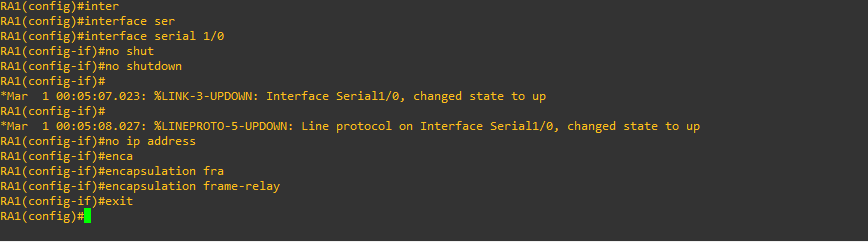 RA1(config)#inter
RA1(config)#interface ser
RA1(config)#interface serial 1/0
RA1(config-if)#no shut
RA1(config-if)#no shutdown
RA1(config-if)#
*Mar  1 00:05:07.023: %LINK-3-UPDOWN: Interface Serial1/0, changed state to up
RA1(config-if)#
*Mar  1 00:05:08.027: %LINEPROTO-5-UPDOWN: Line protocol on Interface Serial1/0, changed state to up
RA1(config-if)#no ip address
RA1(config-if)#enca
RA1(config-if)#encapsulation fra
RA1(config-if)#encapsulation frame-relay
RA1(config-if)#exit
RA1(config)#